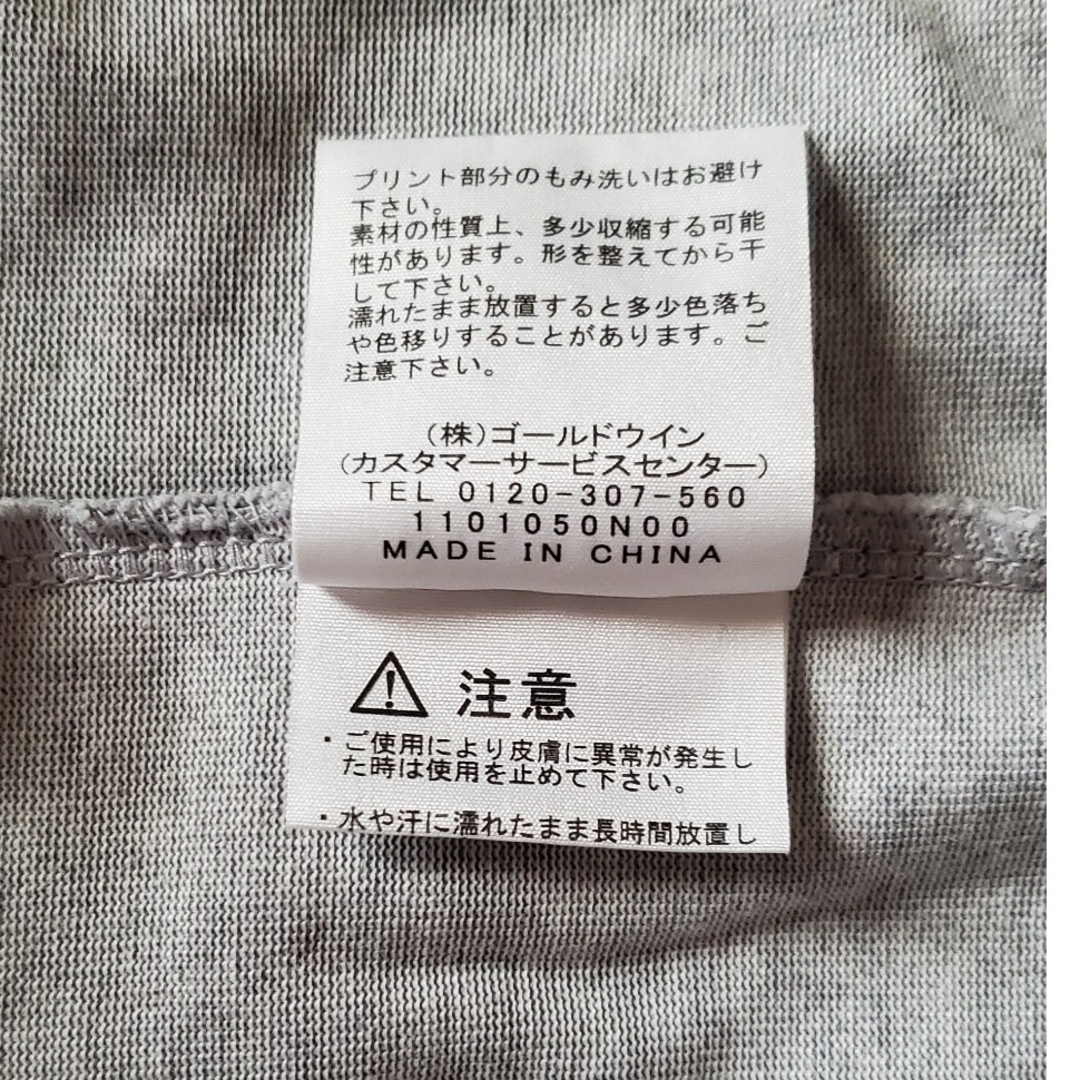 プリント部分のもみ洗いはお避け
下さい。
素材の性質上、多少収縮する可能
性があります。形を整えてから干
して下さい。
濡れたまま放置すると多少色落ち
や色移りすることがあります。ご
注意下さい。
(株)ゴールドウイン
(カスタマーサービスセンター)
TEL 0120-307-560
1101050N00
MADE IN CHINA
注意
・ご使用により皮膚に異常が発生し
た時は使用を止めて下さい。
・水や汗に濡れたまま長時間放置し